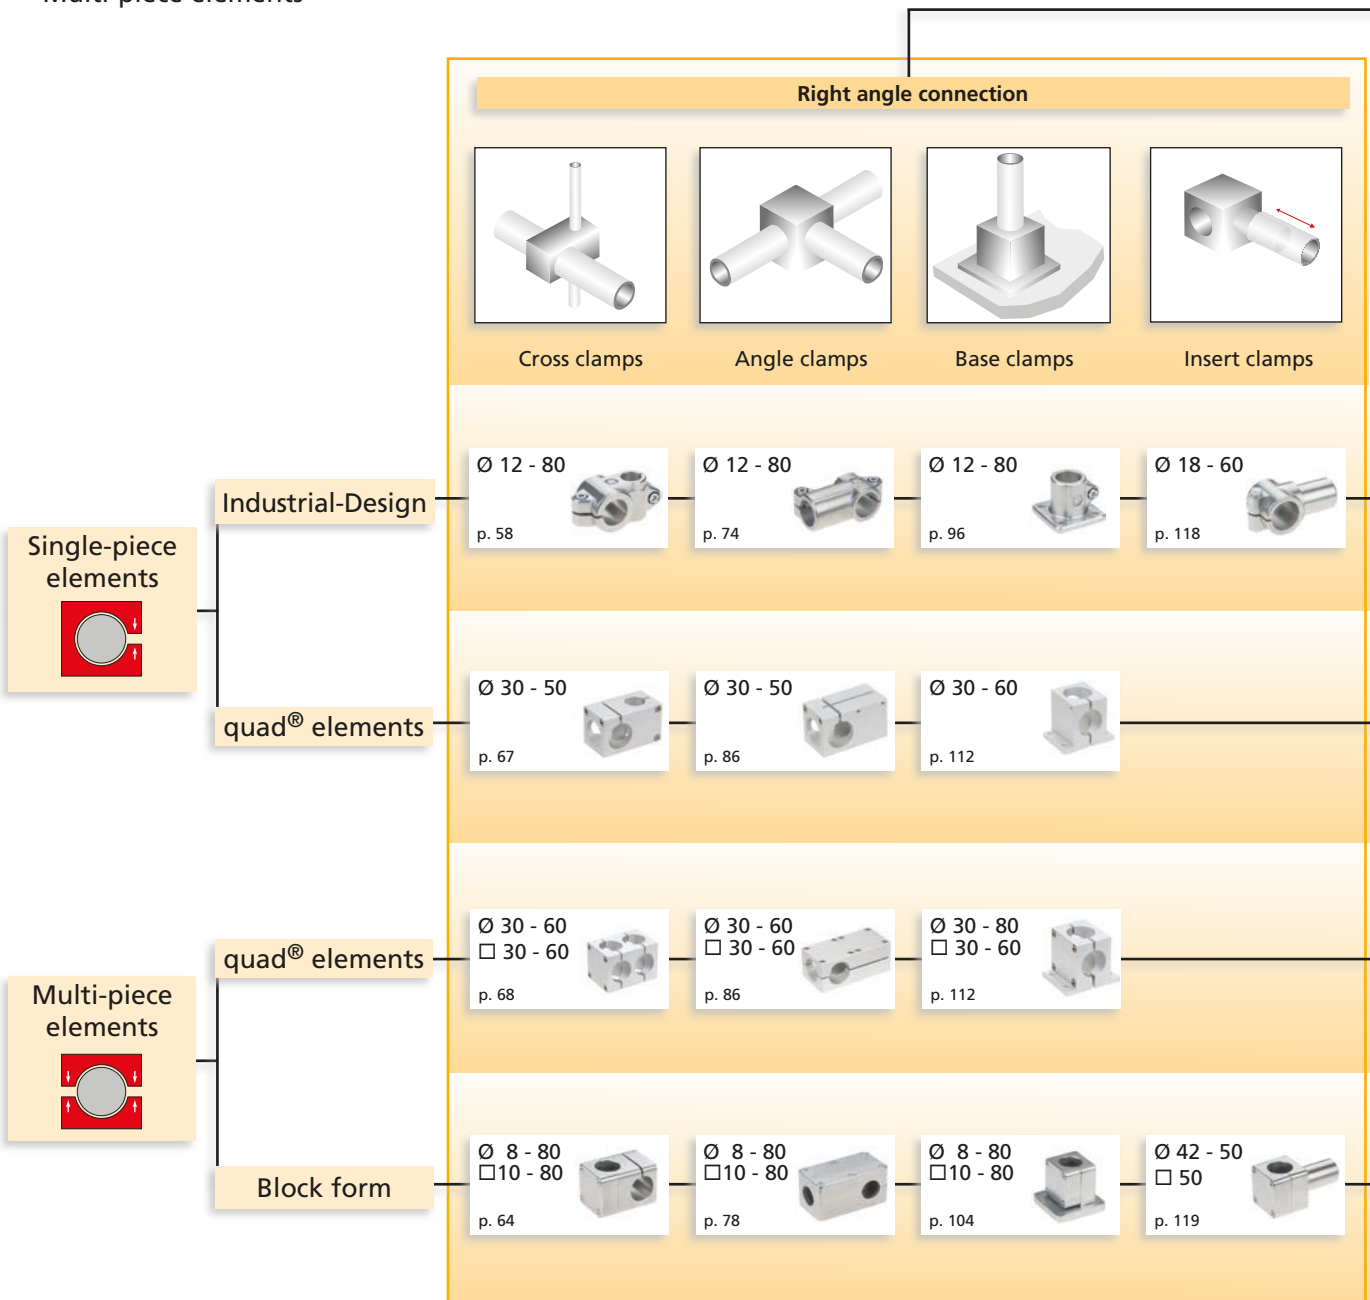 Multi-piece elements
Right angle connection
Cross clamps
Angle clamps
Base clamps
Insert clamps
Single-piece
elements
Industrial-Design
Ø 12 - 80
p. 58
Ø 12 - 80
p. 74
Ø 12 - 80
p. 96
Ø 18 - 60
p. 118
quad® elements
Ø 30 - 50
p. 67
Ø 30 - 50
p. 86
Ø 30 - 60
p. 112
Multi-piece
elements
quad® elements
Ø 30 - 60
□ 30 - 60
p. 68
Ø 30 - 60
□ 30 - 60
p. 86
Ø 30 - 80
□ 30 - 60
p. 112
Block form
Ø 8 - 80
□10 - 80
p. 64
Ø 8 - 80
□10 - 80
p. 78
Ø 8 - 80
□10 - 80
p. 104
Ø 42 - 50
□ 50
p. 119